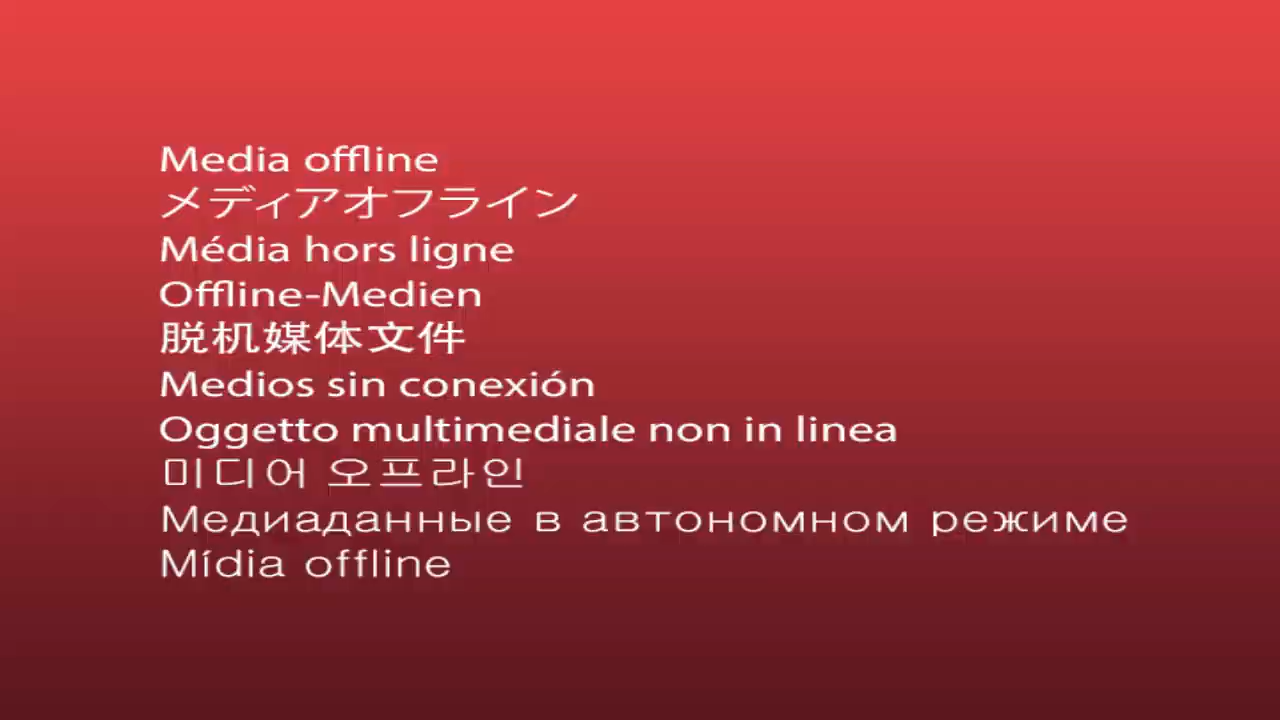 Media offline
メディアオフライン
Média hors ligne
Offline-Medien
脱机媒体文件
Medios sin conexión
Oggetto multimediale non in linea
미디어 오프라인
Медиаданные в автономном режиме
Mídia offline